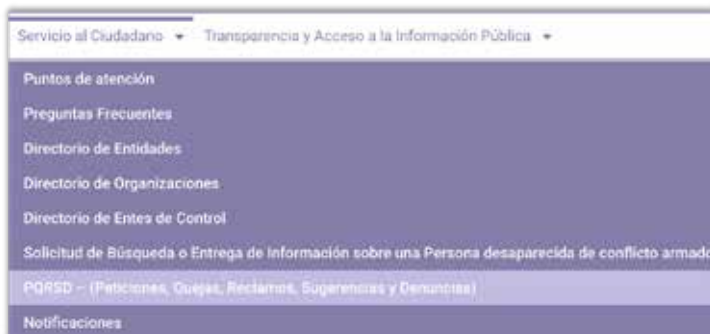 Servicio al Ciudadano Transparencia y Acceso a la Información Pública
Puntos de atención
Preguntas Frecuentes
Directorio de Entidades
Directorio de Organizaciones
Directorio de Entes de Control
Solicitud de Búsqueda o Entrega de Información sobre una Persona desaparecida de conflicto armado
PQRSD – (Peticiones, Quejas, Reclamos, Sugerencias y Denuncias)
Notificaciones